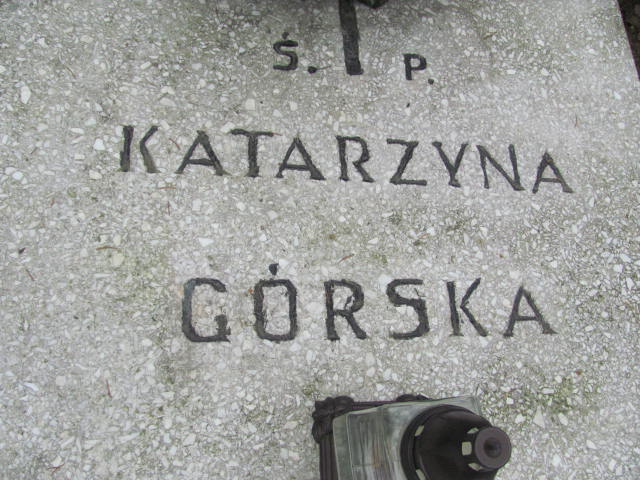 Ś. P.
KATARZYNA
GÓRSKA